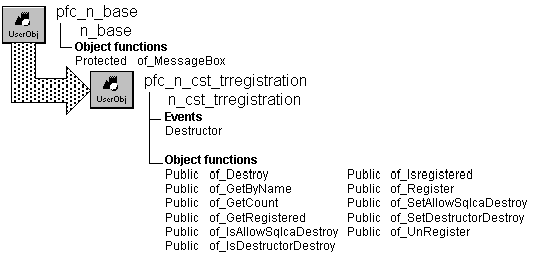 pfc_n_base
n_base
UserObj
Object functions
Protected of_MessageBox
pfc_n_cst_trregistration
n_cst_trregistration
UserObj
Events
Destructor
Object functions
Public of_Destroy Public of_Isregistered
Public of_GetByName Public of_Register
Public of_GetCount Public of_SetAllowSqlcaDestroy
Public of_GetRegistered Public of_SetDestructorDestroy
Public of_IsAllowSqlcaDestroy Public of_UnRegister
Public of_IsDestructorDestroy